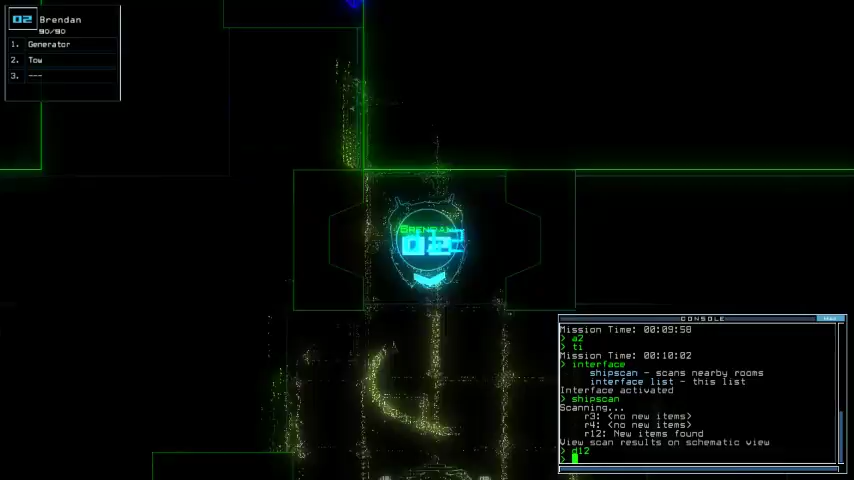 02 Brendan
90/90
1. Generator
2. Tow
3. ---
BRENDAN
02
CONSOLE
Mission Time: 00:09:58
> a2
> ti
Mission Time: 00:10:02
> interface
shipscan - scans nearby rooms
interface list - this list
Interface activated
> shipscan
Scanning...
r3: <no new items>
r4: <no new items>
r12: New items found
View scan results on schematic view
> d12
>